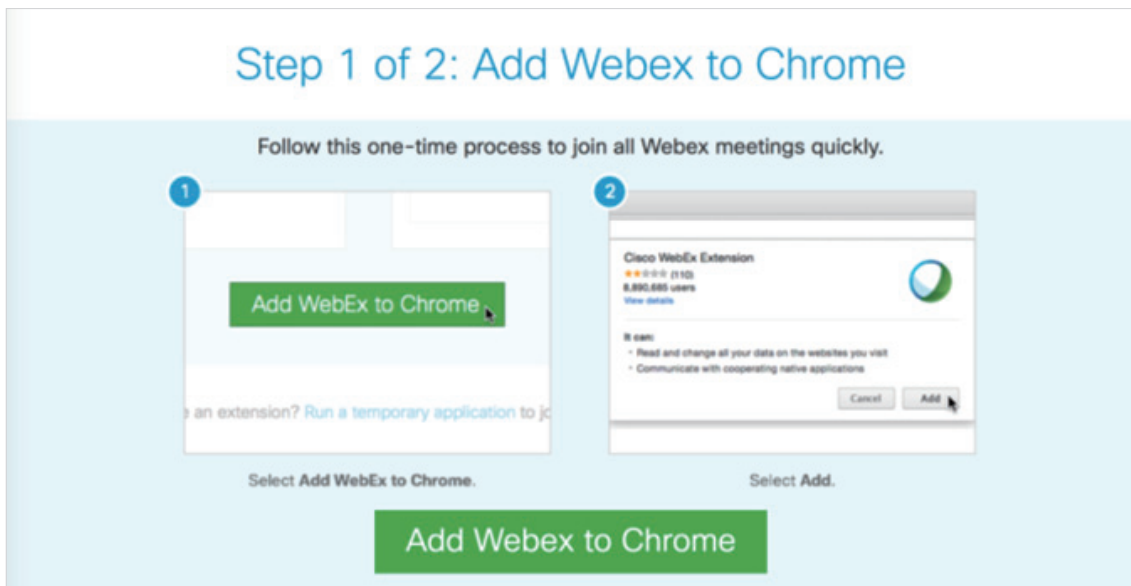 Step 1 of 2: Add Webex to Chrome
Follow this one-time process to join all Webex meetings quickly.
1
Add WebEx to Chrome
an extension? Run a temporary application to jo
Select Add WebEx to Chrome.
2
Cisco WebEx Extension
(110)
8,890,685 users
View details
It can:
• Read and change all your data on the websites you visit
• Communicate with cooperating native applications
Cancel
Add
Select Add.
Add Webex to Chrome